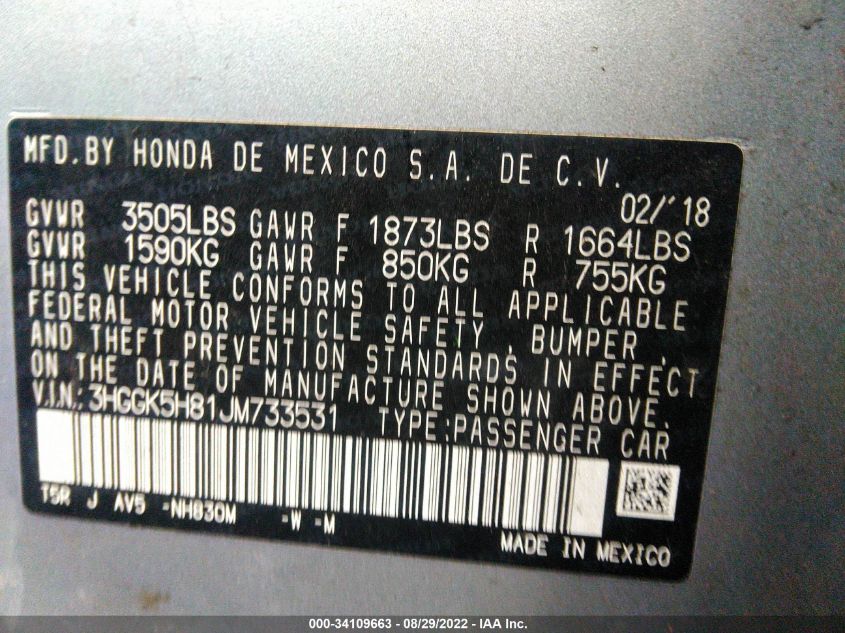 MFD.BY HONDA DE MEXICO S.A. DE C.V.
02/'18
GVWR 3505LBS GAWR F 1873LBS R 1664LBS
GVWR 1590KG GAWR F 850KG R 755KG
THIS VEHICLE CONFORMS TO ALL APPLICABLE
FEDERAL MOTOR VEHICLE SAFETY, BUMPER,
AND THEFT PREVENTION STANDARDS IN EFFECT
ON THE DATE OF MANUFACTURE SHOWN ABOVE.
V.I.N.: 3HGGK5H81JM733531 TYPE:PASSENGER CAR
T5R J AV5 -NH830M -W -M
MADE IN MEXICO
000-34109663 - 08/29/2022 - IAA Inc.